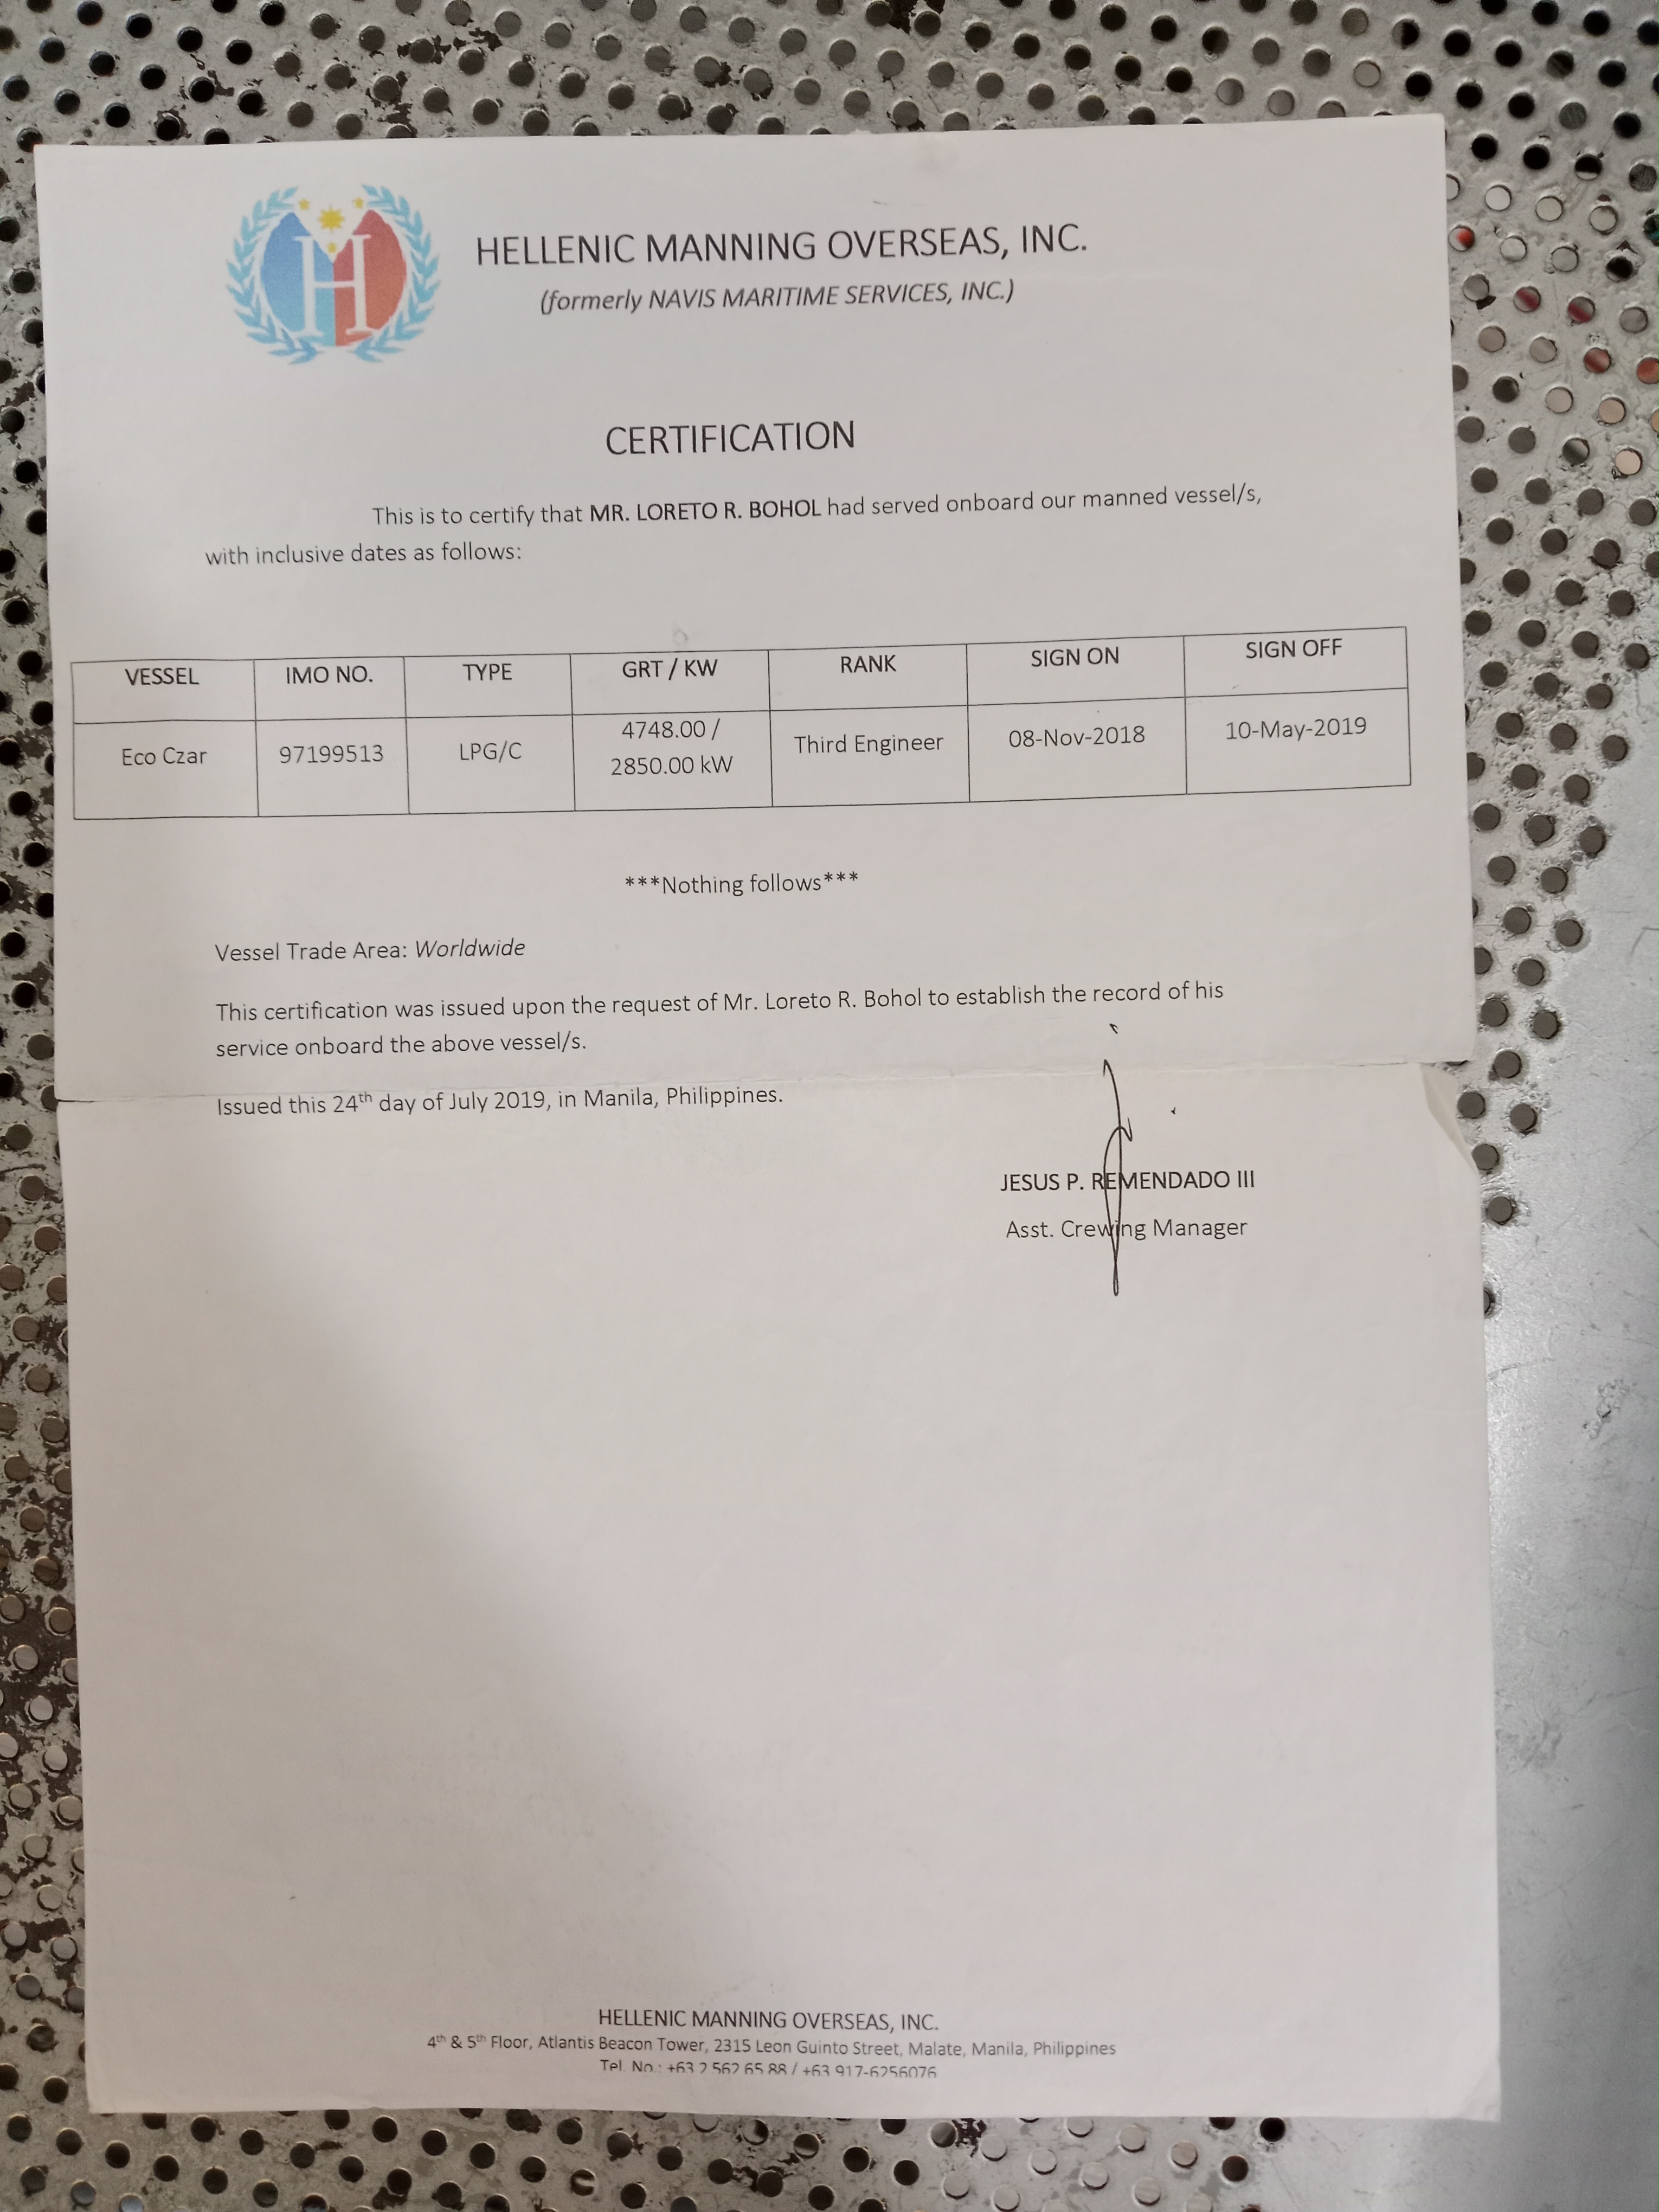 H
HELLENIC MANNING OVERSEAS, INC.
(formerly NAVIS MARITIME SERVICES, INC.)
CERTIFICATION
This is to certify that MR. LORETO R. BOHOL had served onboard our manned vessel/s,
with inclusive dates as follows:
VESSEL IMO NO. TYPE GRT / KW RANK SIGN ON SIGN OFF
Eco Czar 97199513 LPG/C 4748.00 / 2850.00 kW Third Engineer 08-Nov-2018 10-May-2019
***Nothing follows***
Vessel Trade Area: Worldwide
This certification was issued upon the request of Mr. Loreto R. Bohol to establish the record of his
service onboard the above vessel/s.
Issued this 24th day of July 2019, in Manila, Philippines.
JESUS P. REMENDADO III
Asst. Crewing Manager
HELLENIC MANNING OVERSEAS, INC.
4th & 5th Floor, Atlantis Beacon Tower, 2315 Leon Guinto Street, Malate, Manila, Philippines
Tel. No.: +63 2 562 65 88 / +63 917-6256076